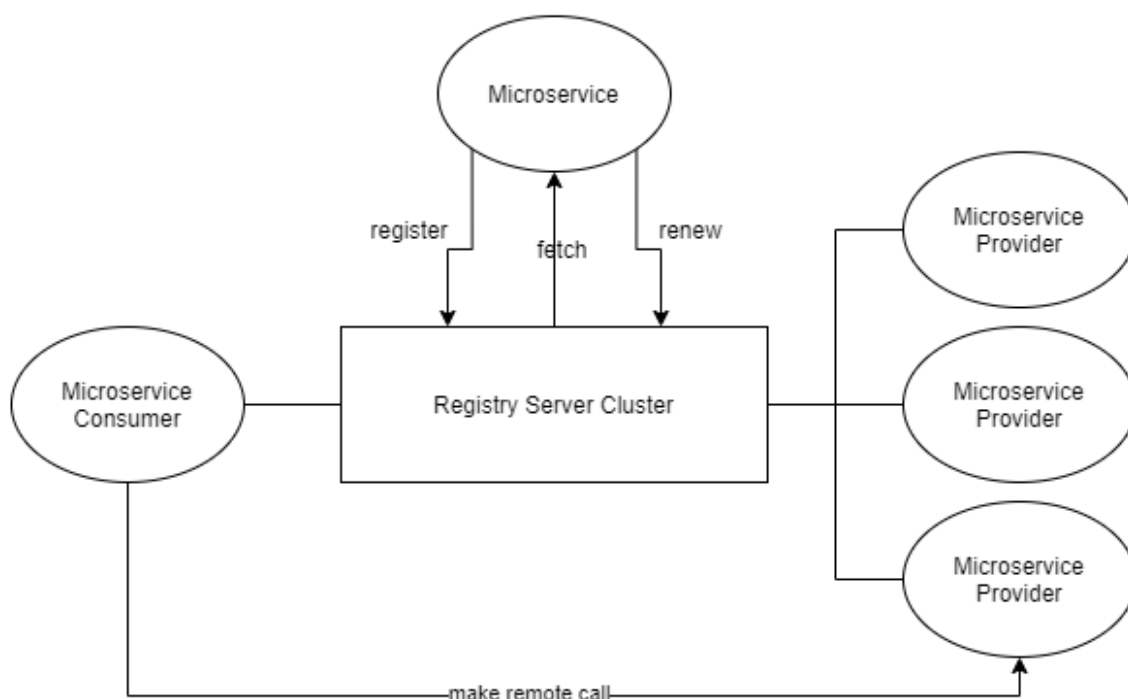 Microservice
register
fetch
renew
Microservice
Provider
Microservice
Consumer
Registry Server Cluster
Microservice
Provider
Microservice
Provider
make remote call